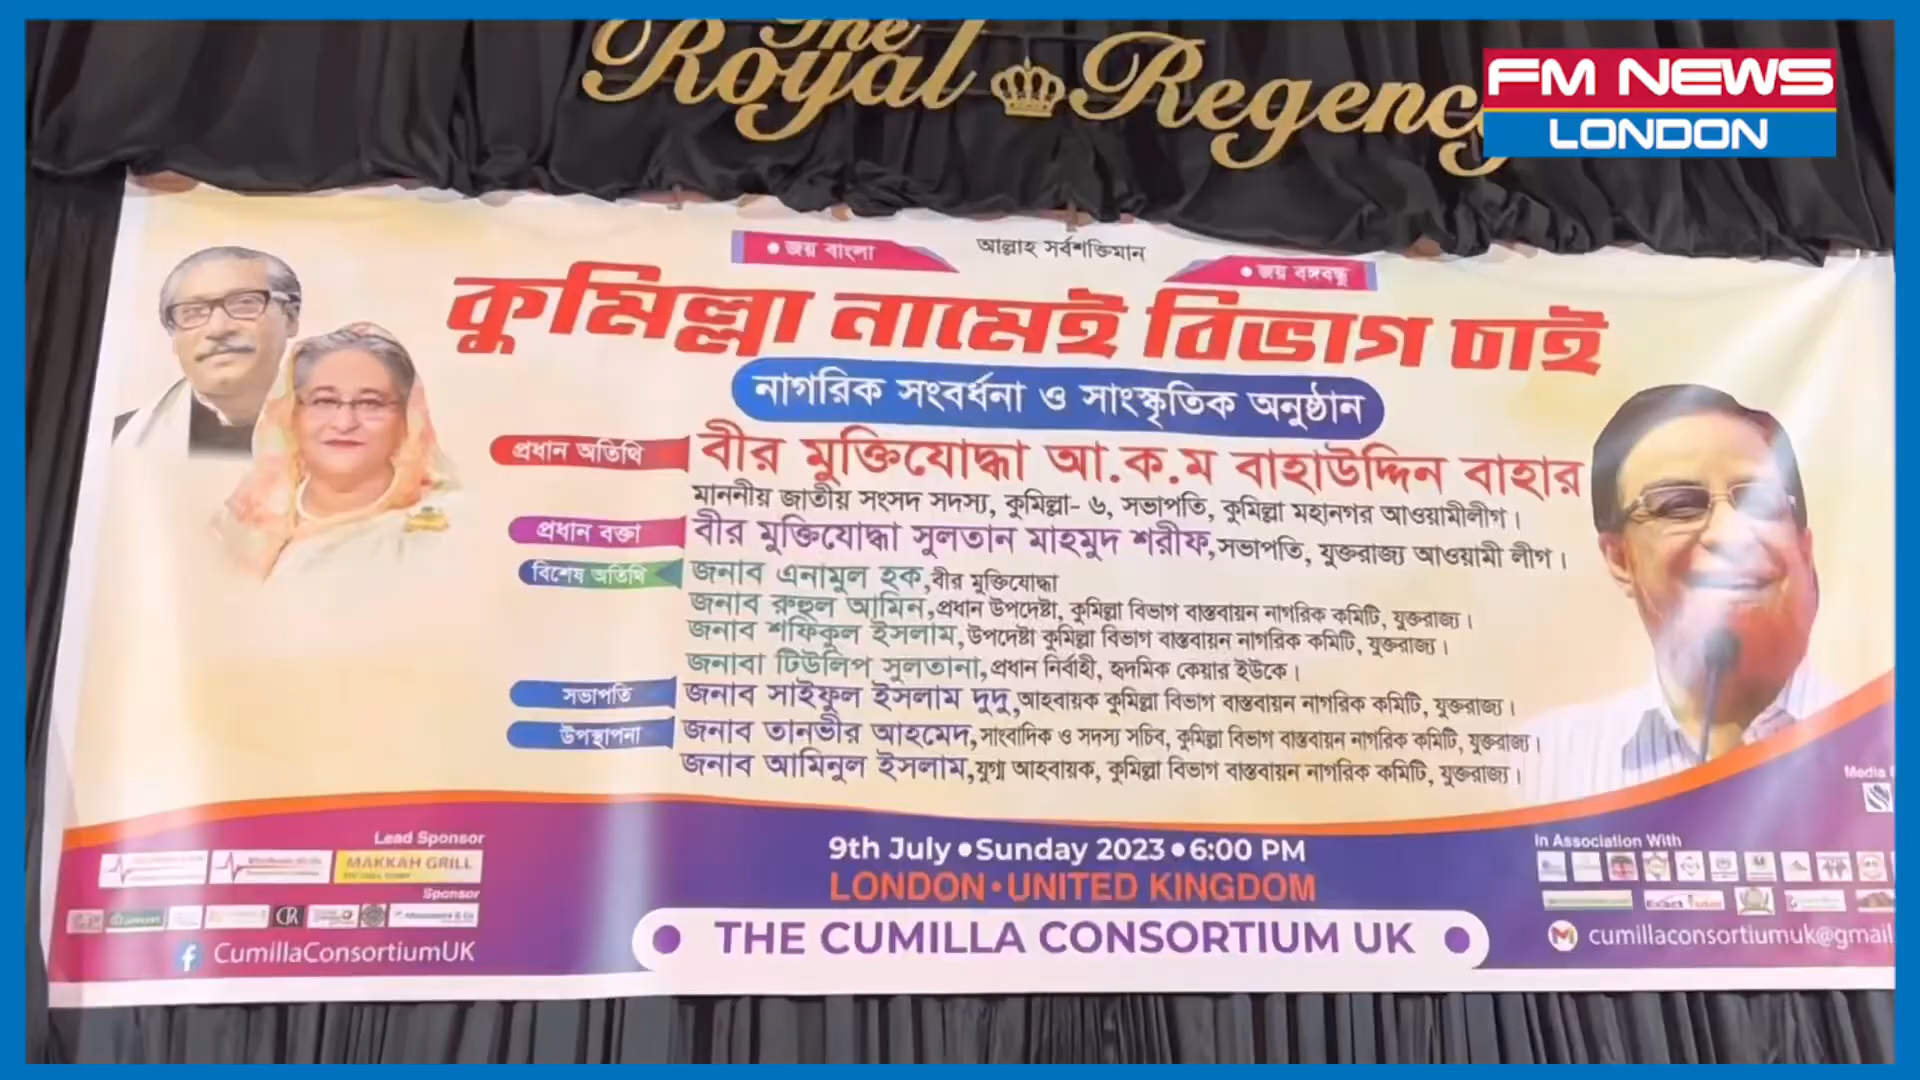 The
Royal Regency
FM NEWS
LONDON
জয় বাংলা
আল্লাহ সর্বশক্তিমান
জয় বঙ্গবন্ধু
কুমিল্লা নামেই বিভাগ চাই
নাগরিক সংবর্ধনা ও সাংস্কৃতিক অনুষ্ঠান
প্রধান অতিথি বীর মুক্তিযোদ্ধা আ.ক.ম বাহাউদ্দিন বাহার
মাননীয় জাতীয় সংসদ সদস্য, কুমিল্লা- ৬, সভাপতি, কুমিল্লা মহানগর আওয়ামীলীগ।
প্রধান বক্তা বীর মুক্তিযোদ্ধা সুলতান মাহমুদ শরীফ,সভাপতি, যুক্তরাজ্য আওয়ামী লীগ।
বিশেষ অতিথি জনাব এনামুল হক,বীর মুক্তিযোদ্ধা
জনাব রুহুল আমিন,প্রধান উপদেষ্টা, কুমিল্লা বিভাগ বাস্তবায়ন নাগরিক কমিটি, যুক্তরাজ্য।
জনাব শফিকুল ইসলাম,উপদেষ্টা কুমিল্লা বিভাগ বাস্তবায়ন নাগরিক কমিটি, যুক্তরাজ্য।
জনাবা টিউলিপ সুলতানা,প্রধান নির্বাহী, হৃদমিক কেয়ার ইউকে।
সভাপতি জনাব সাইফুল ইসলাম দুদু,আহবায়ক কুমিল্লা বিভাগ বাস্তবায়ন নাগরিক কমিটি, যুক্তরাজ্য।
উপস্থাপনা জনাব তানভীর আহমেদ,সাংবাদিক ও সদস্য সচিব, কুমিল্লা বিভাগ বাস্তবায়ন নাগরিক কমিটি, যুক্তরাজ্য।
জনাব আমিনুল ইসলাম,যুগ্ম আহবায়ক, কুমিল্লা বিভাগ বাস্তবায়ন নাগরিক কমিটি, যুক্তরাজ্য।
Media
Lead Sponsor
MAKKAH GRILL
Sponsor
CumillaConsortiumUK
9th July • Sunday 2023 • 6:00 PM
LONDON • UNITED KINGDOM
THE CUMILLA CONSORTIUM UK
In Association With
Exact Tutor
cumillaconsortiumuk@gmail